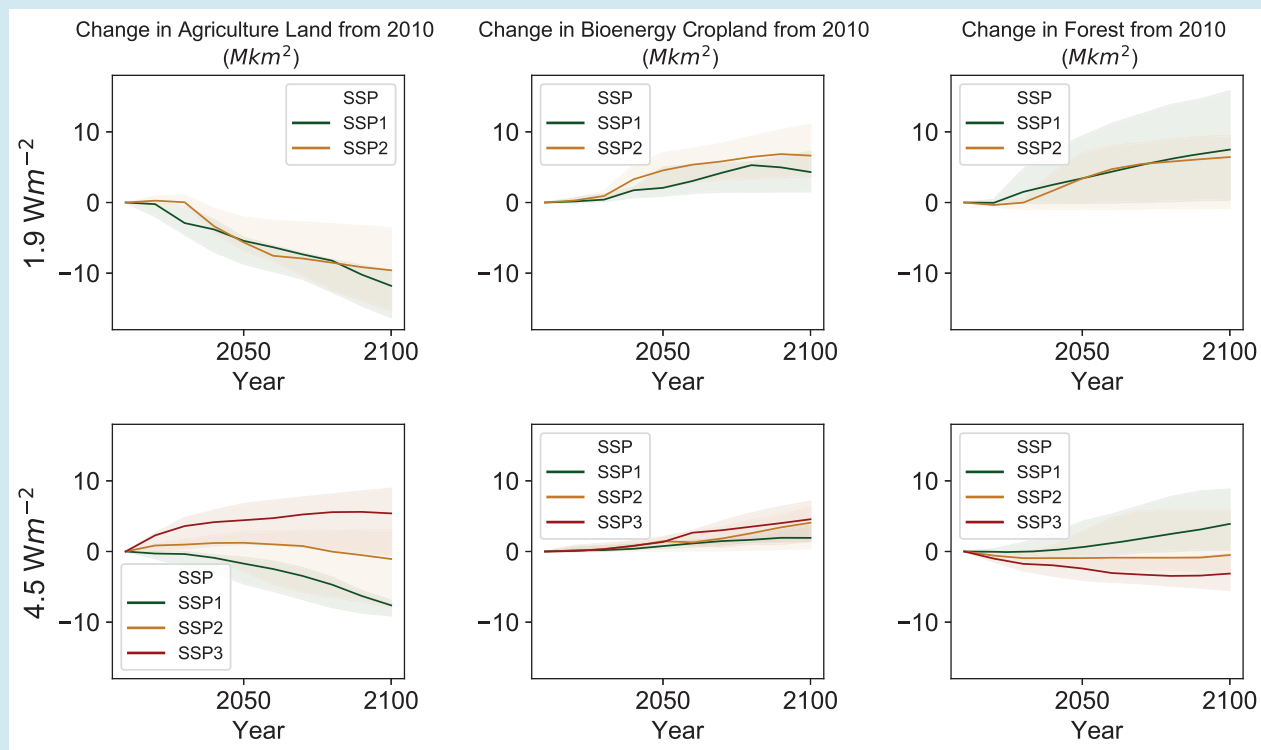 Change in Agriculture Land from 2010
(Mkm²)
Change in Bioenergy Cropland from 2010
(Mkm²)
Change in Forest from 2010
(Mkm²)
1.9 Wm⁻²
10
0
−10
SSP
SSP1
SSP2
2050
2100
Year
10
0
−10
SSP
SSP1
SSP2
2050
2100
Year
10
0
−10
SSP
SSP1
SSP2
2050
2100
Year
4.5 Wm⁻²
10
0
−10
SSP
SSP1
SSP2
SSP3
2050
2100
Year
10
0
−10
SSP
SSP1
SSP2
SSP3
2050
2100
Year
10
0
−10
SSP
SSP1
SSP2
SSP3
2050
2100
Year